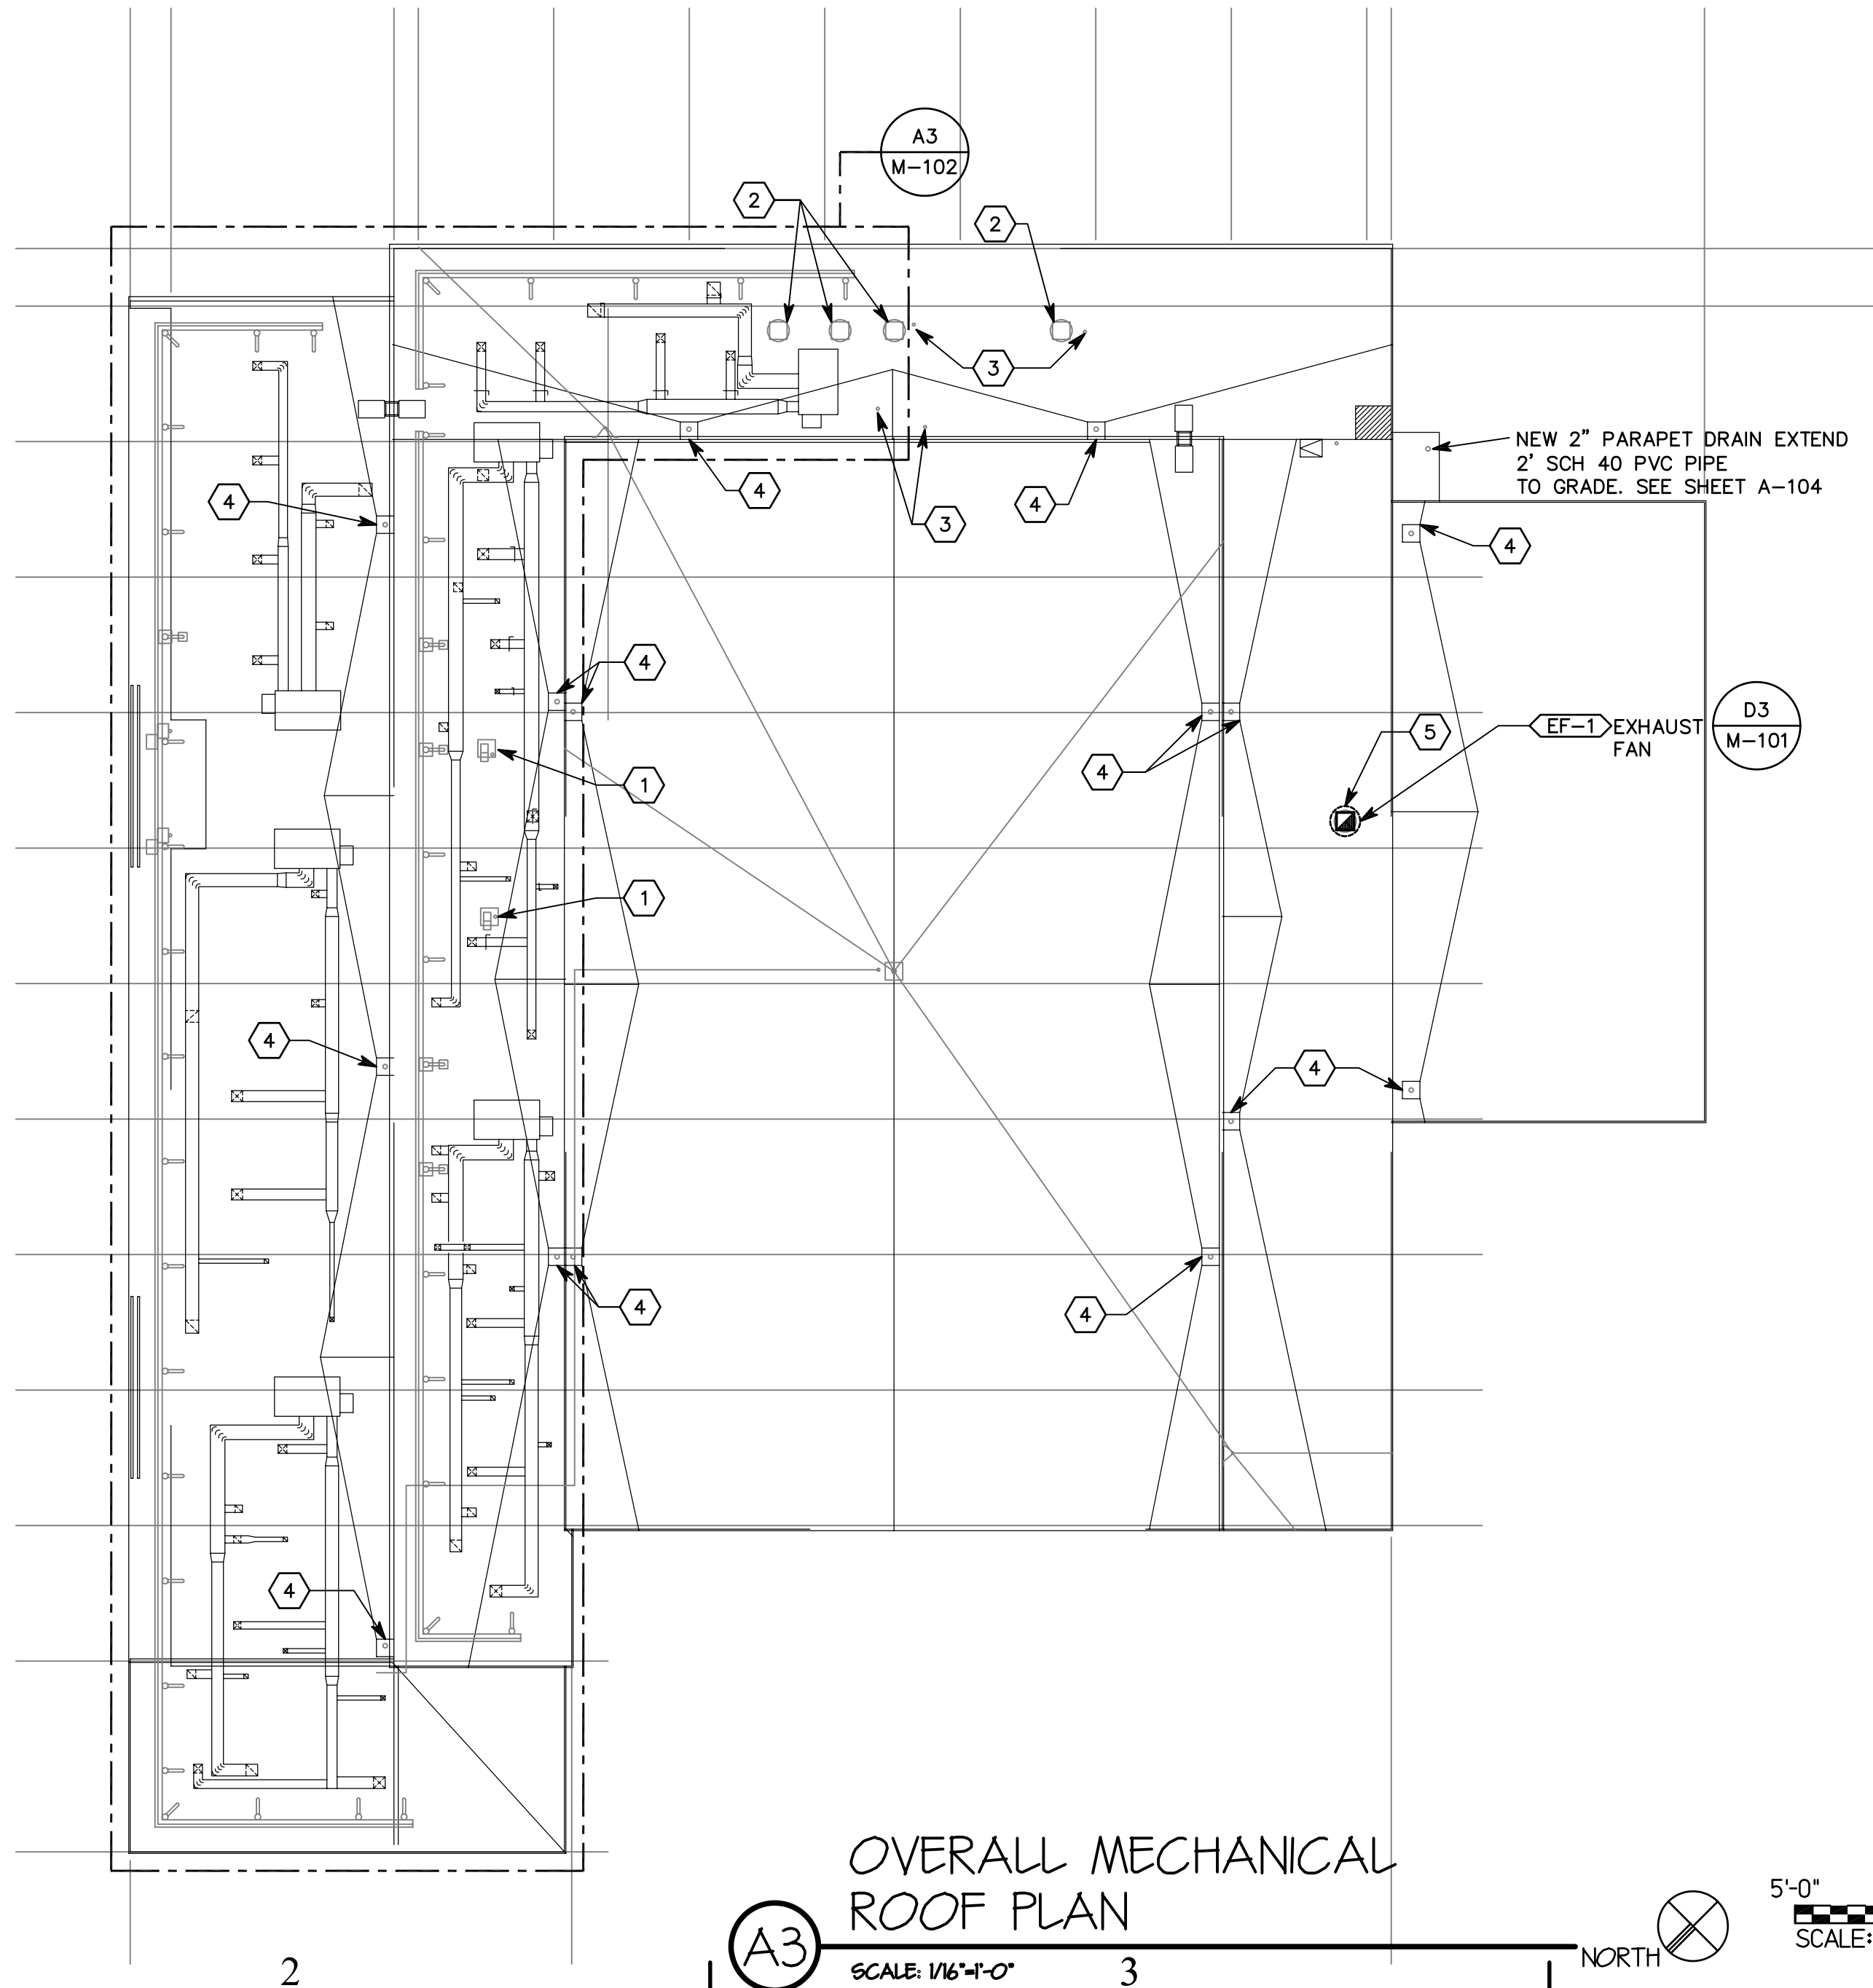 A3
M-102
2
2
3
4
4
4
3
NEW 2" PARAPET DRAIN EXTEND
2' SCH 40 PVC PIPE
TO GRADE. SEE SHEET A-104
4
4
EF-1 EXHAUST
FAN
D3
M-101
5
4
1
1
4
4
4
4
4
OVERALL MECHANICAL
ROOF PLAN
A3
SCALE: 1/16"=1'-0"
NORTH
5'-0"
SCALE:
2
3